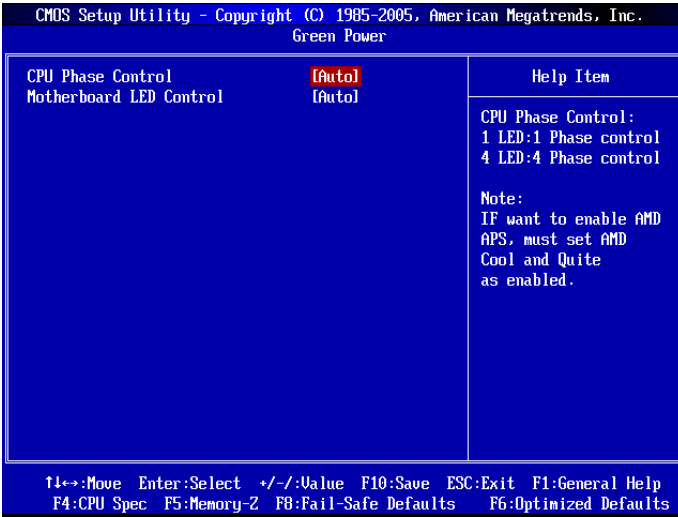 CMOS Setup Utility - Copyright (C) 1985-2005, American Megatrends, Inc.
Green Power
CPU Phase Control [Auto]
Motherboard LED Control [Auto]
Help Item
CPU Phase Control:
1 LED:1 Phase control
4 LED:4 Phase control
Note:
IF want to enable AMD
APS, must set AMD
Cool and Quite
as enabled.
↑↓←→:Move Enter:Select +/-/:Value F10:Save ESC:Exit F1:General Help
F4:CPU Spec F5:Memory-Z F8:Fail-Safe Defaults F6:Optimized Defaults